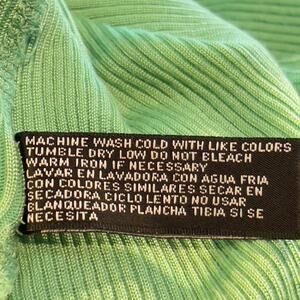 MACHINE WASH COLD WITH LIKE COLORS
TUMBLE DRY LOW DO NOT BLEACH
WARM IRON IF NECESSARY
LAVAR EN LAVADORA CON AGUA FRIA
CON COLORES SIMILARES SECAR EN
SECADORA CICLO LENTO NO USAR
BLANQUEADOR PLANCHA TIBIA SI SE
NECESITA